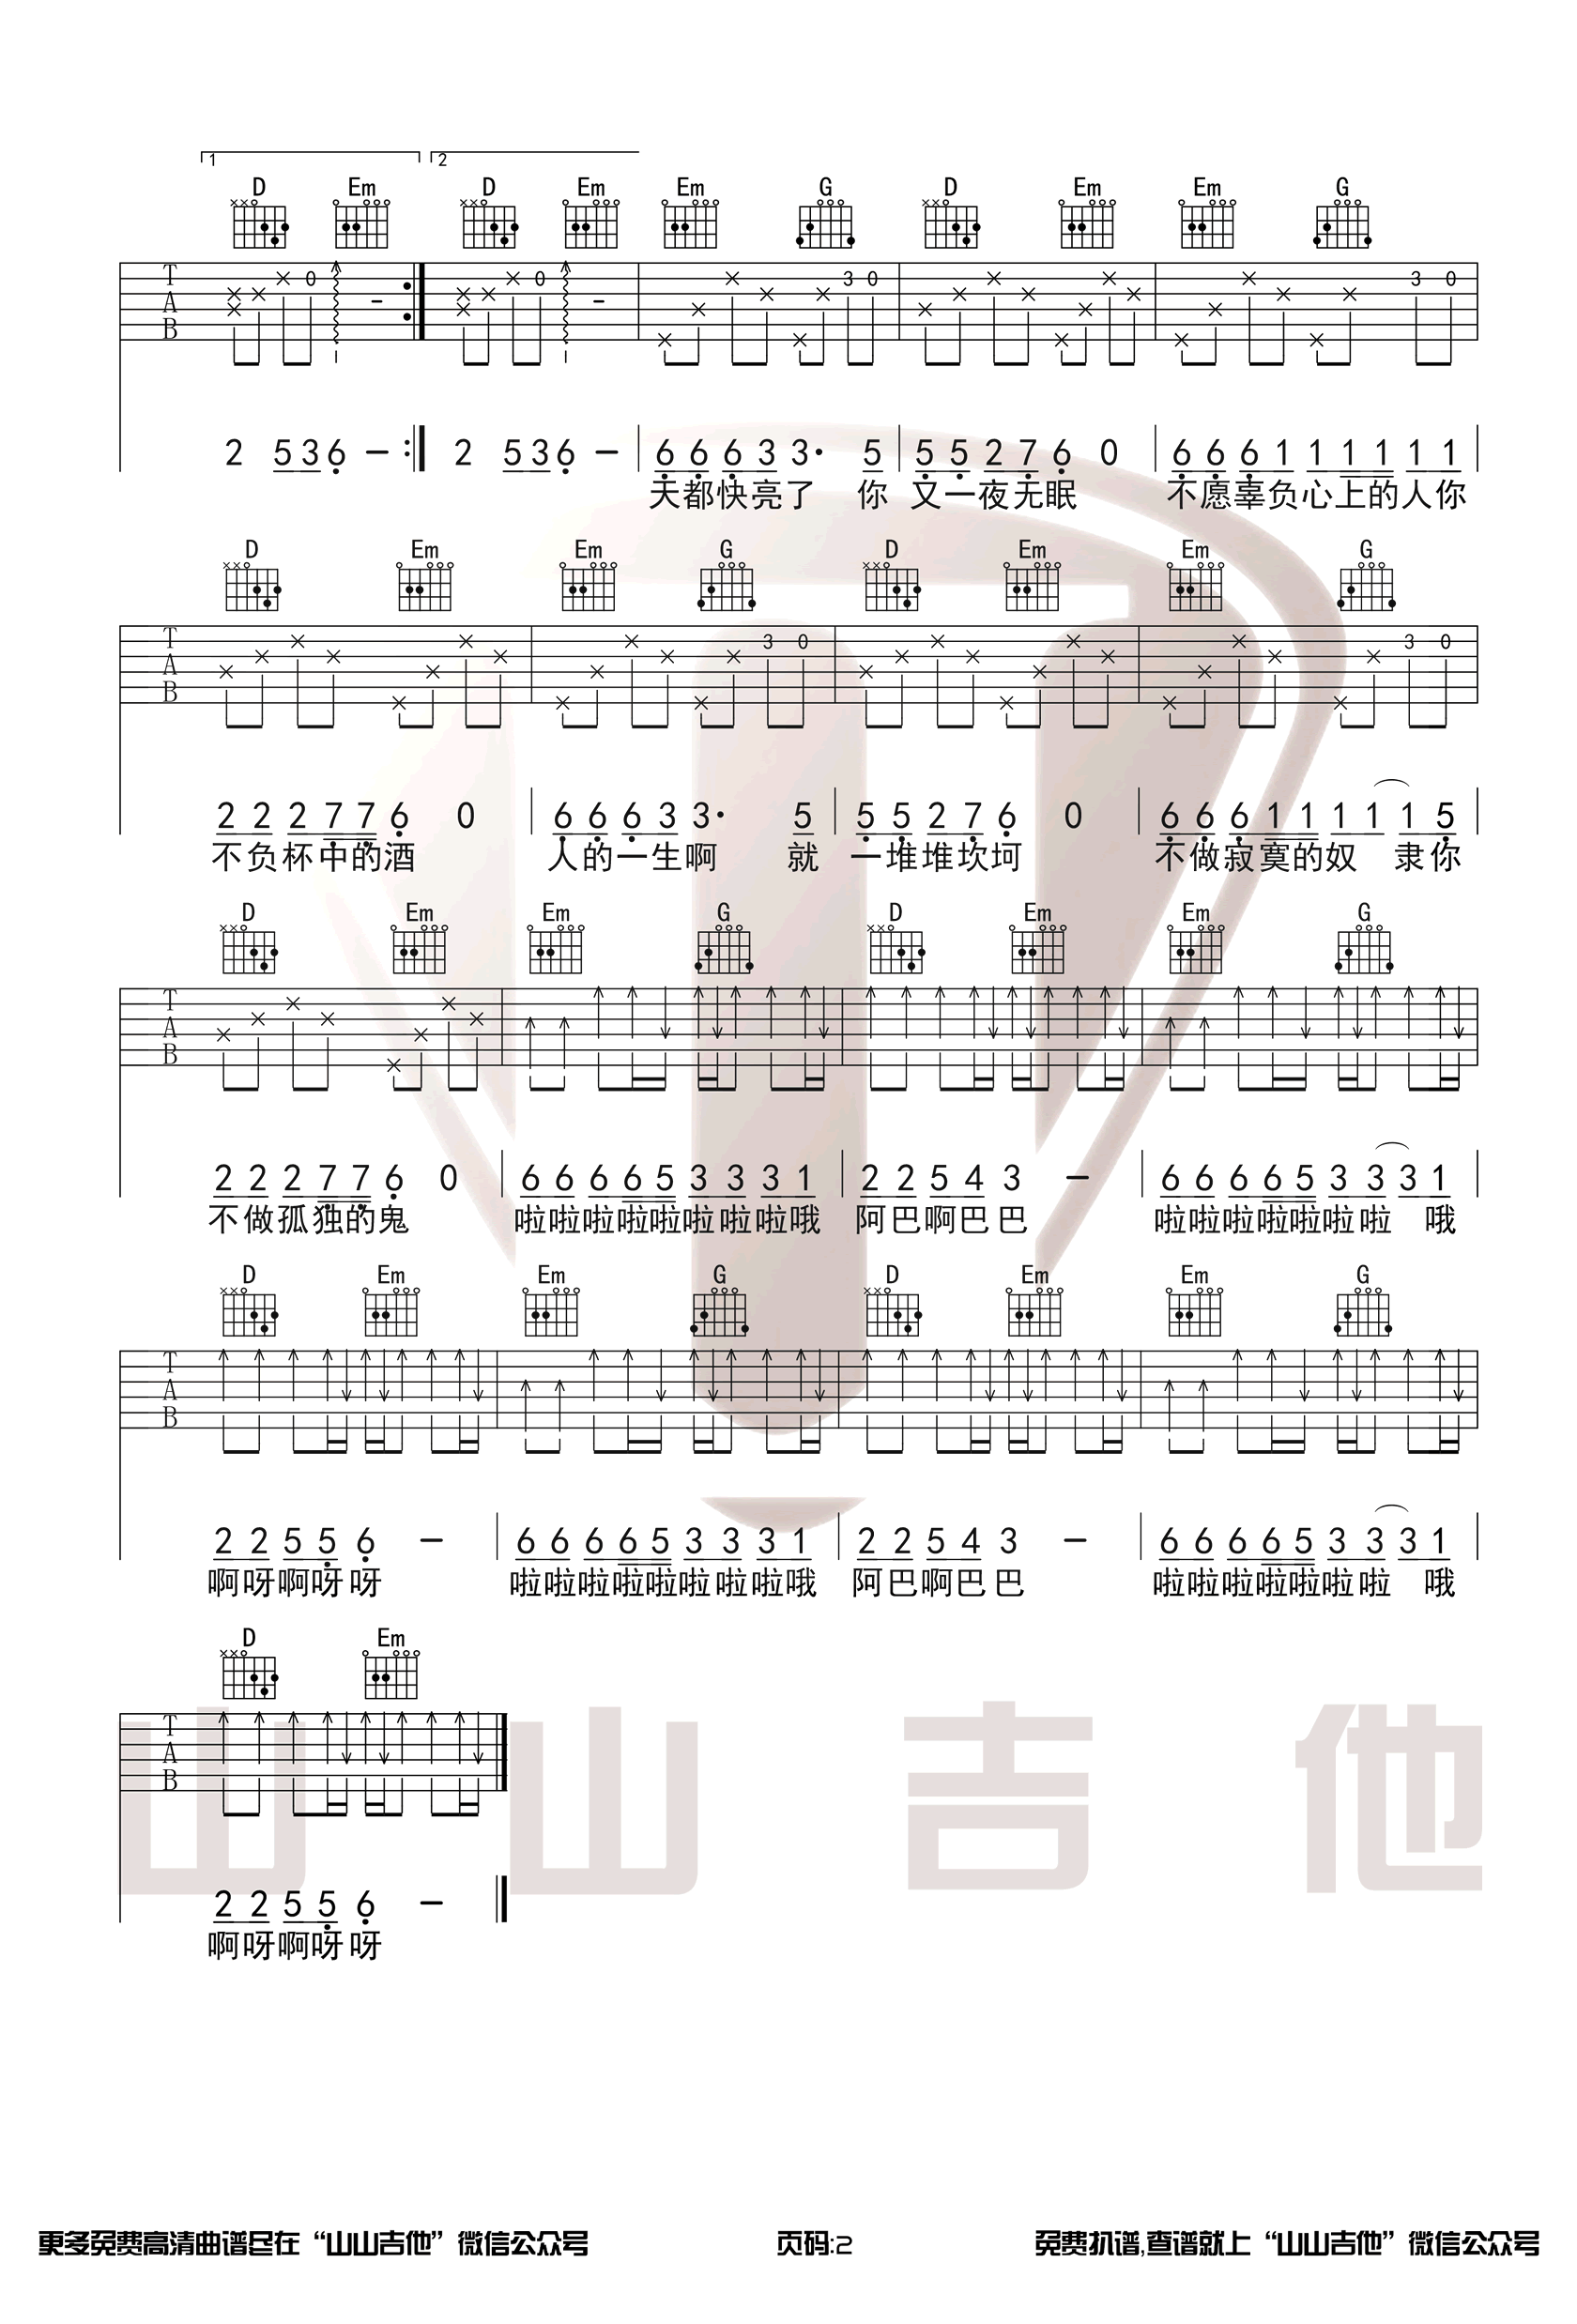 1 2
D Em D Em Em G D Em Em G
T A B 0 0 3 0 3 0
2 5 3 6 - 2 5 3 6 - 6 6 6 3 3· 5 5 5 2 7 6 0 6 6 6 1 1 1 1 1 1
天都快亮了 你 又一夜无眠 不愿辜负心上的人你
D Em Em G D Em Em G
T A B 3 0 3 0
2 2 2 7 7 6 0 6 6 6 3 3· 5 5 5 2 7 6 0 6 6 6 1 1 1 1 1 5
不负杯中的酒 人的一生啊 就 一堆堆坎坷 不做寂寞的奴 隶你
D Em Em G D Em Em G
T A B
2 2 2 7 7 6 0 6 6 6 6 5 3 3 3 1 2 2 5 4 3 - 6 6 6 6 5 3 3 3 1
不做孤独的鬼 啦啦啦啦啦啦啦啦哦 阿巴啊巴巴 啦啦啦啦啦啦啦 哦
D Em Em G D Em Em G
T A B
2 2 5 5 6 - 6 6 6 6 5 3 3 3 1 2 2 5 4 3 - 6 6 6 6 5 3 3 3 1
啊呀啊呀呀 啦啦啦啦啦啦啦啦哦 阿巴啊巴巴 啦啦啦啦啦啦啦 哦
D Em
T A B
山山吉他
2 2 5 5 6 -
啊呀啊呀呀
更多免费高清曲谱尽在“山山吉他”微信公众号 页码:2 免费扒谱,查谱就上“山山吉他”微信公众号